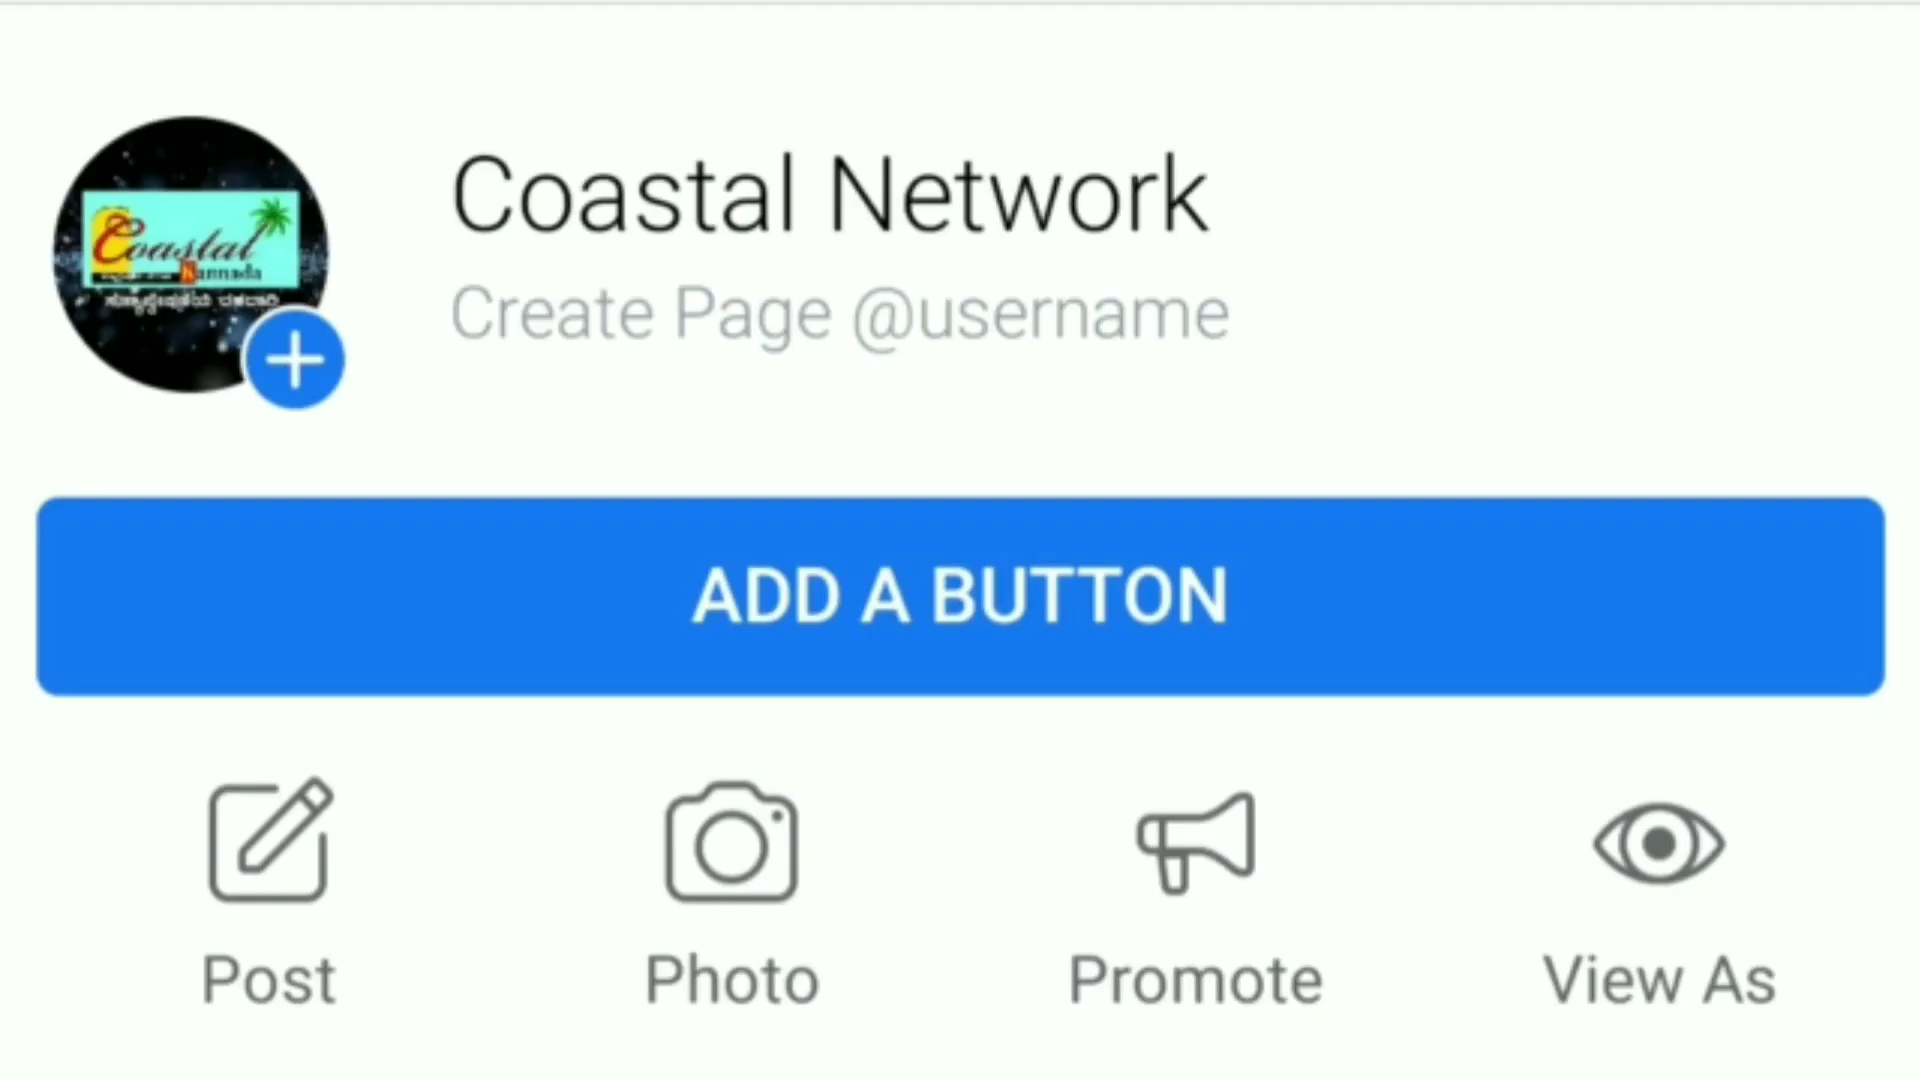 Coastal Network
Create Page @username
Coastal
Kannada
ADD A BUTTON
Post
Photo
Promote
View As